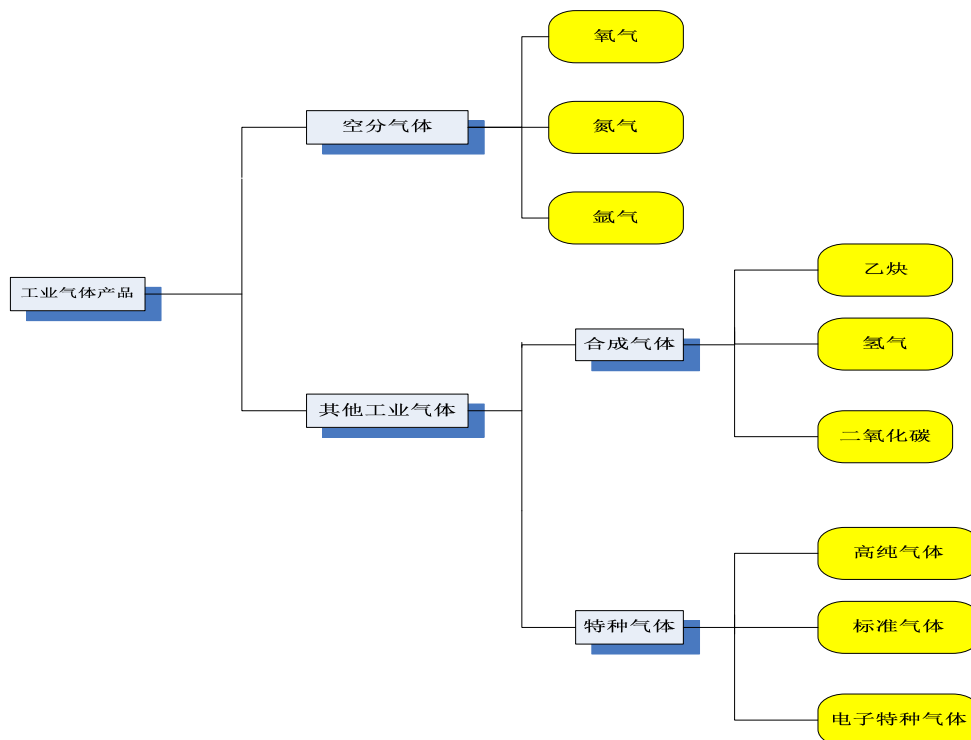 氧气
空分气体
氮气
氩气
工业气体产品
乙炔
合成气体
氢气
其他工业气体
二氧化碳
高纯气体
特种气体
标准气体
电子特种气体